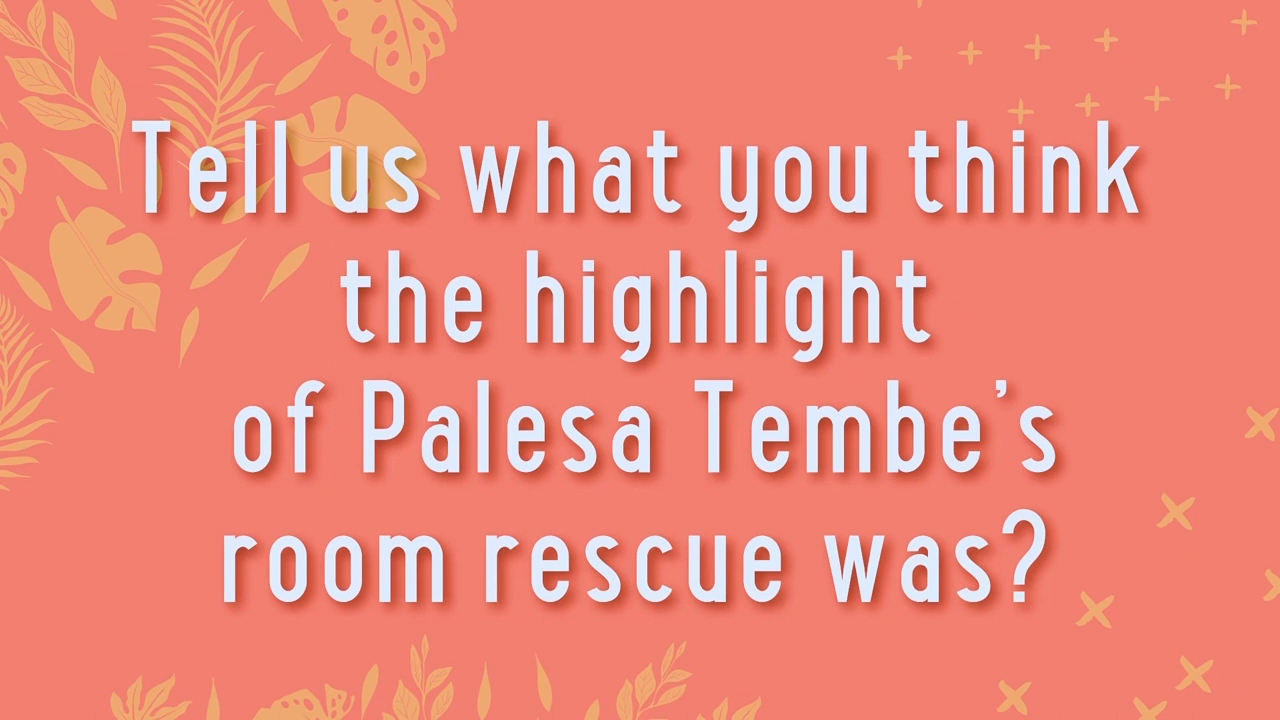 Tell us what you think
the highlight
of Palesa Tembe's
room rescue was?